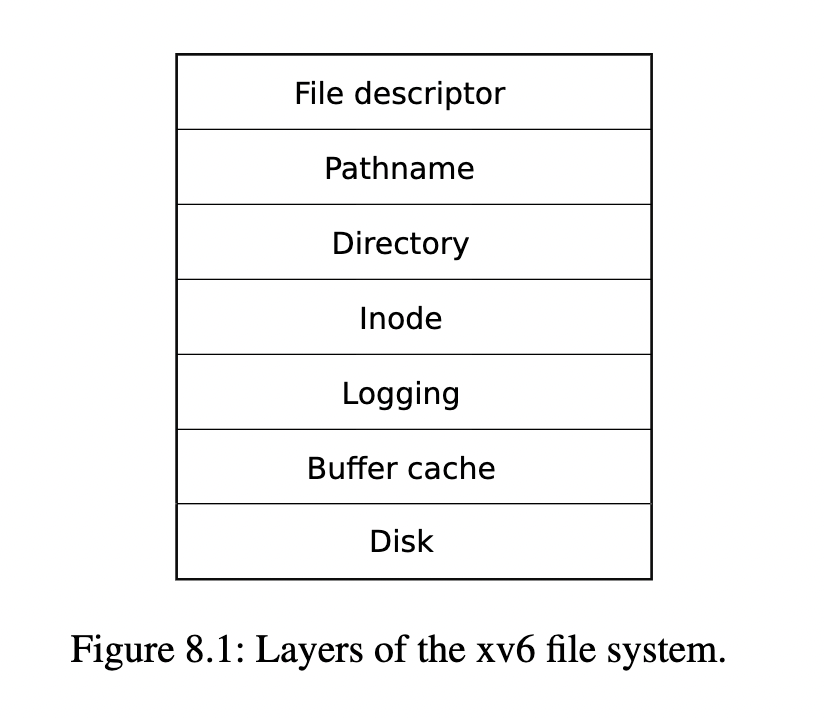 File descriptor
Pathname
Directory
Inode
Logging
Buffer cache
Disk
Figure 8.1: Layers of the xv6 file system.